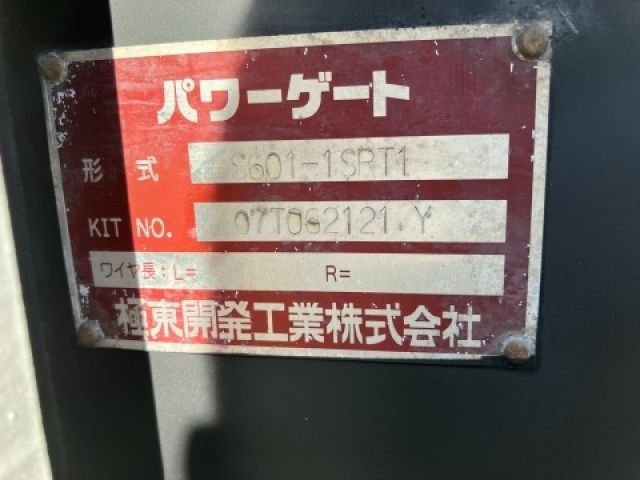 パワーゲート
形式 S601-1SRT1
KIT NO. 07T062121.Y
ワイヤ長:L= R=
極東開発工業株式会社